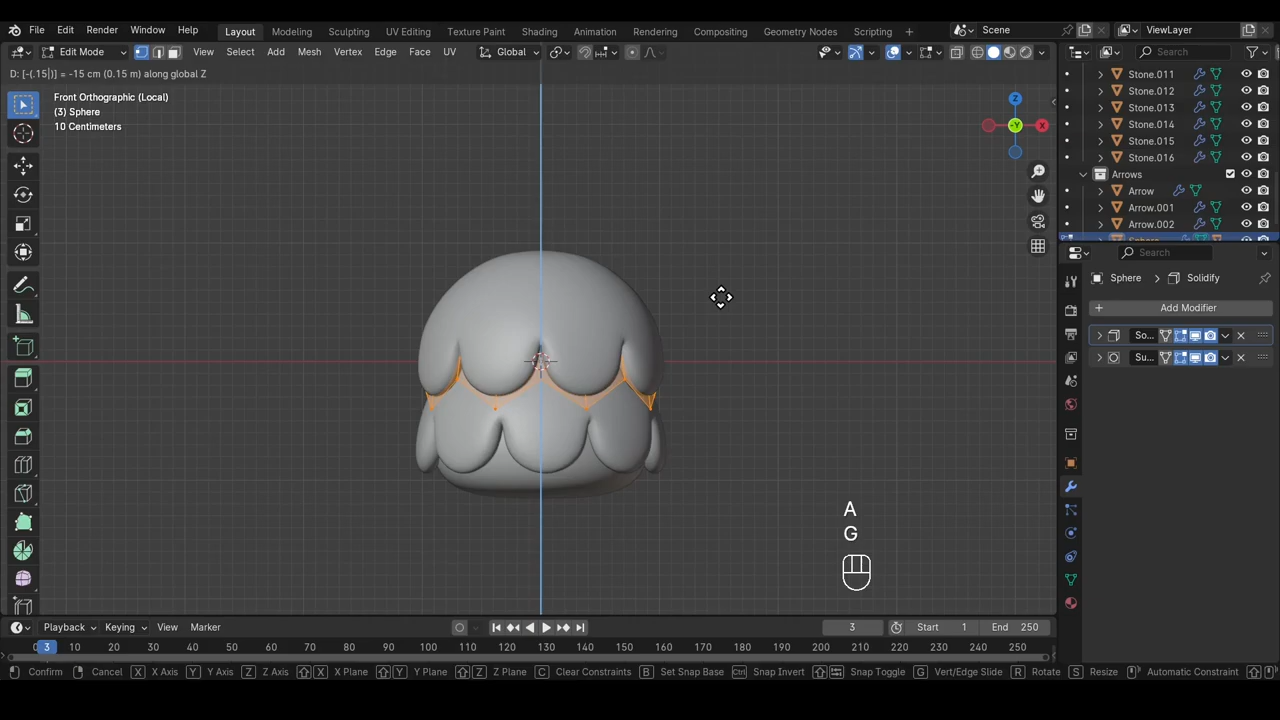 File Edit Render Window Help Layout Modeling Sculpting UV Editing Texture Paint Shading Animation Rendering Compositing Geometry Nodes Scripting Scene ViewLayer
Edit Mode View Select Add Mesh Vertex Edge Face UV Global Search
D: [-(.15|)] = -15 cm (0.15 m) along global Z
Front Orthographic (Local)
(3) Sphere
10 Centimeters
Z
-Y
X
Stone.011
Stone.012
Stone.013
Stone.014
Stone.015
Stone.016
Arrows
Arrow
Arrow.001
Arrow.002
Search
Sphere > Solidify
+ Add Modifier
So...
Su...
A
G
Playback Keying View Marker 3 Start 1 End 250
0 3 10 20 30 40 50 60 70 80 90 100 110 120 130 140 150 160 170 180 190 200 210 220 230 240 250
Confirm Cancel X X Axis Y Y Axis Z Z Axis X X Plane Y Y Plane Z Z Plane C Clear Constraints B Set Snap Base Ctrl Snap Invert Snap Toggle G Vert/Edge Slide R Rotate S Resize Automatic Constraint